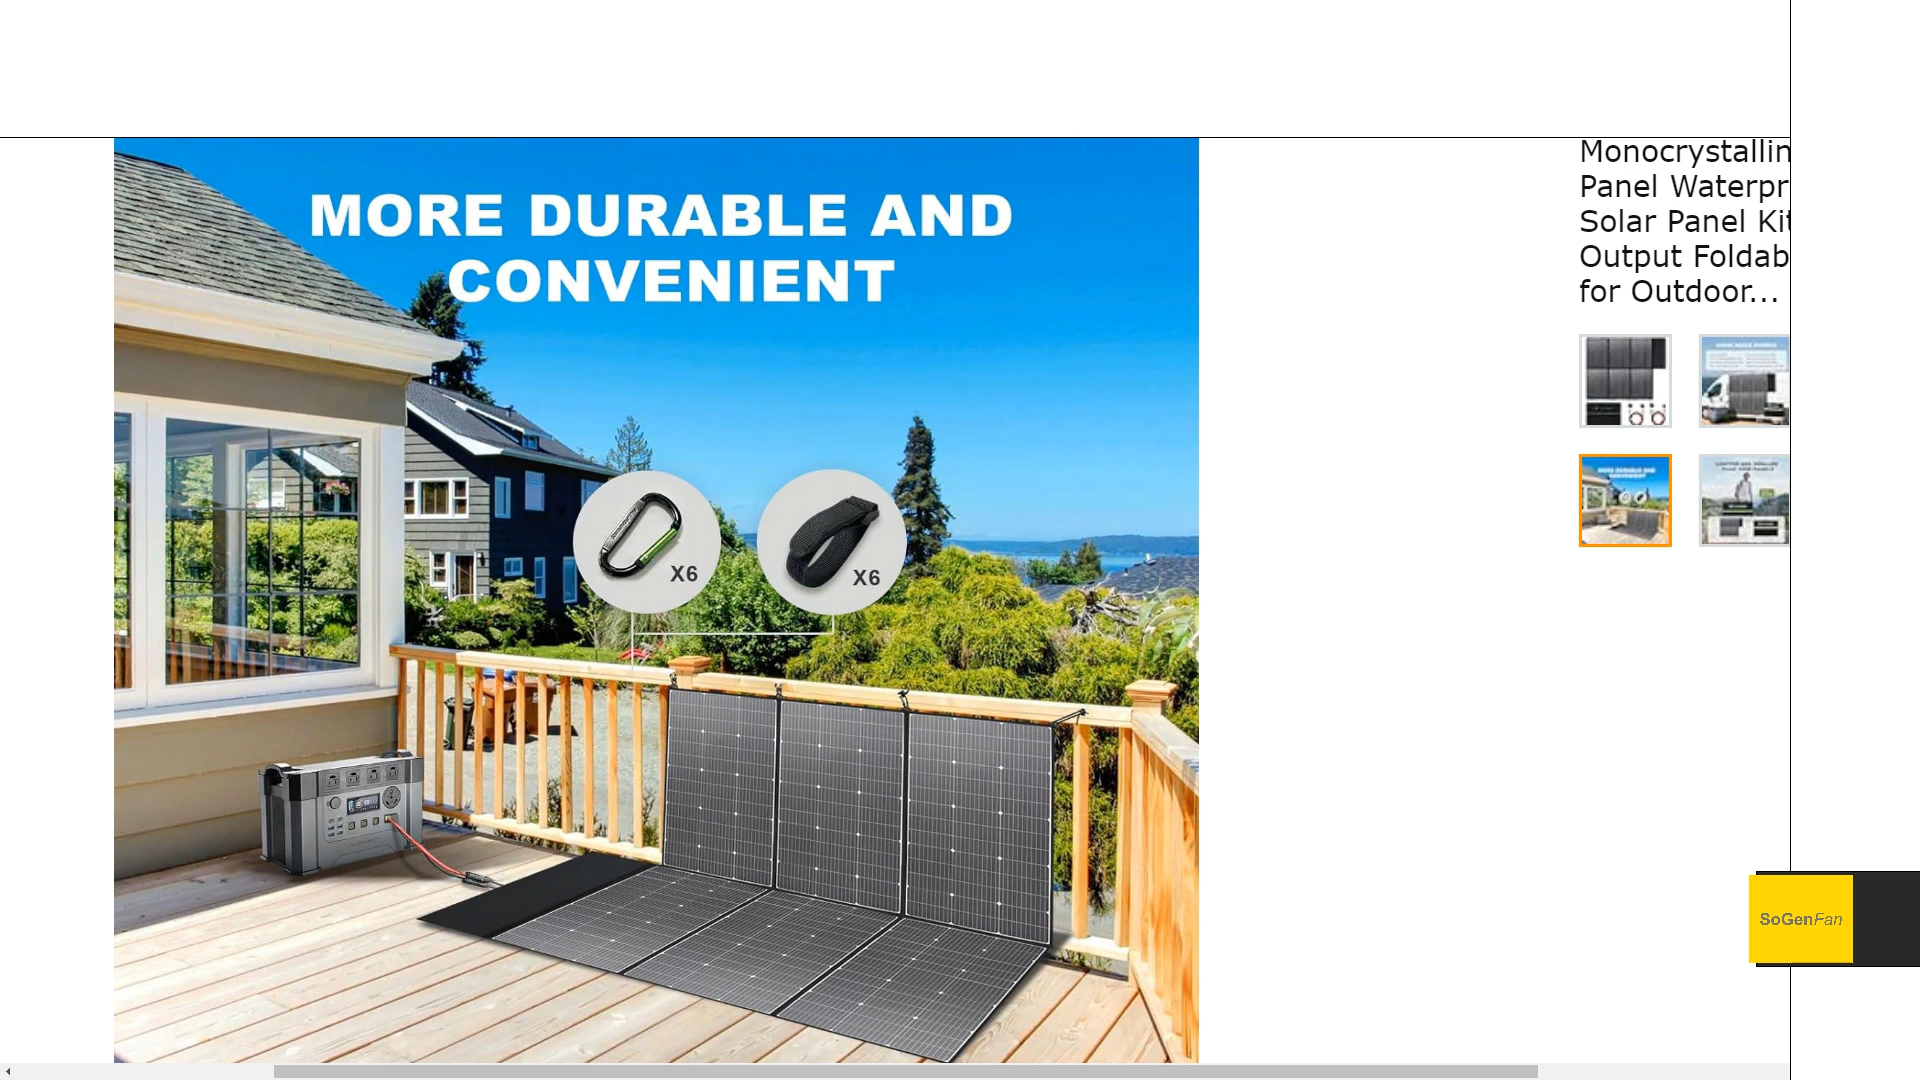 MORE DURABLE AND
CONVENIENT
X6
X6
Monocrystallin
Panel Waterpr
Solar Panel Kit
Output Foldab
for Outdoor...
SoGenFan